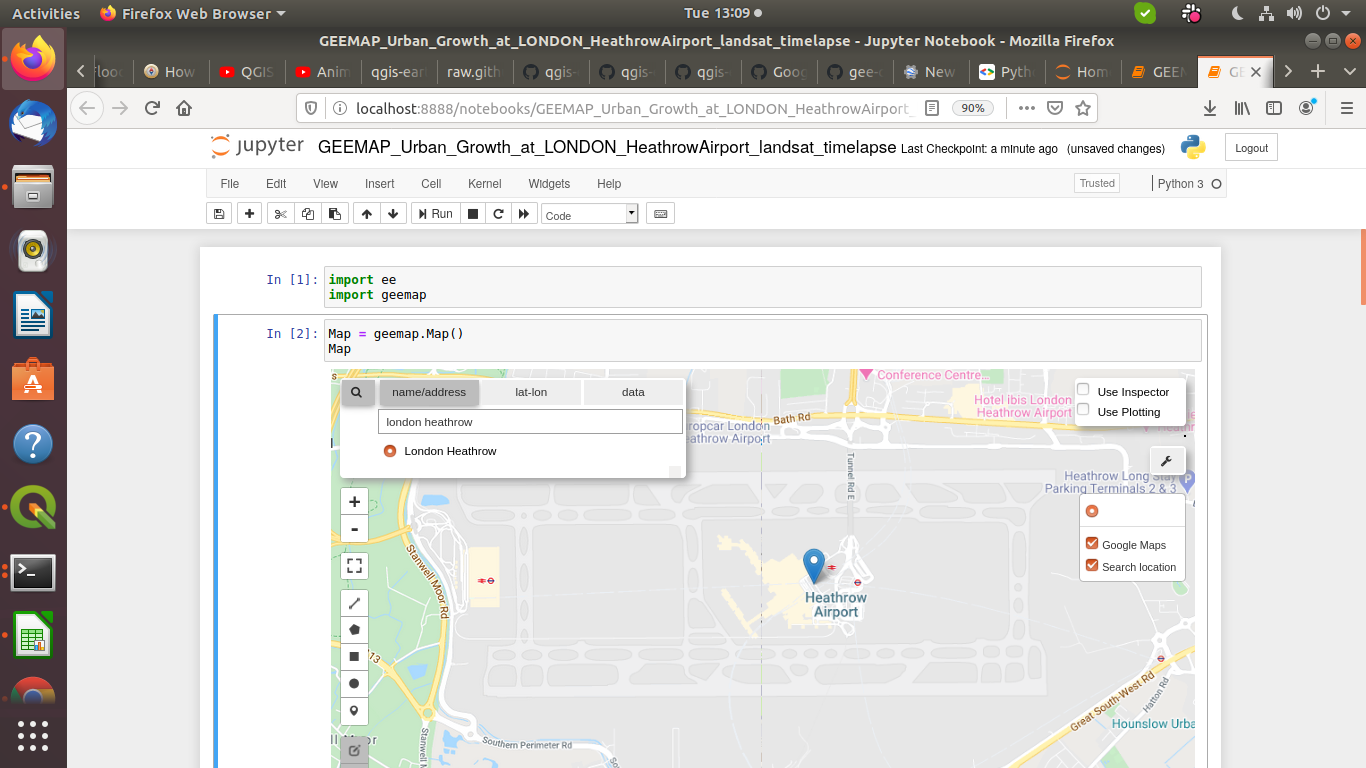 Activities
Firefox Web Browser
Tue 13:09
GEEMAP_Urban_Growth_at_LONDON_HeathrowAirport_landsat_timelapse - Jupyter Notebook - Mozilla Firefox
How
QGIS
Anim
qgis-ear
raw.gith
qgis-
qgis-
qgis-
Goog
gee-
New
Pyth
Hom
GEEM
GE
localhost:8888/notebooks/GEEMAP_Urban_Growth_at_LONDON_HeathrowAirport_
90%
jupyter
GEEMAP_Urban_Growth_at_LONDON_HeathrowAirport_landsat_timelapse
Last Checkpoint: a minute ago
(unsaved changes)
Logout
File
Edit
View
Insert
Cell
Kernel
Widgets
Help
Trusted
Python 3
Run
Code
In [1]:
import ee
import geemap
In [2]:
Map = geemap.Map()
Map
name/address
lat-lon
data
london heathrow
London Heathrow
+
-
Use Inspector
Use Plotting
Google Maps
Search location
Conference Centre...
Hotel ibis London
Heathrow Airport
Bath Rd
ropcar London
eathrow Airport
Tunnel Rd E
Heathrow Long Stay
Parking Terminals 2 & 3
Stanwell Moor Rd
Heathrow
Airport
Great South-West Rd
Hatton Rd
Hounslow Urba
Southern Perimeter Rd
Stanwell M